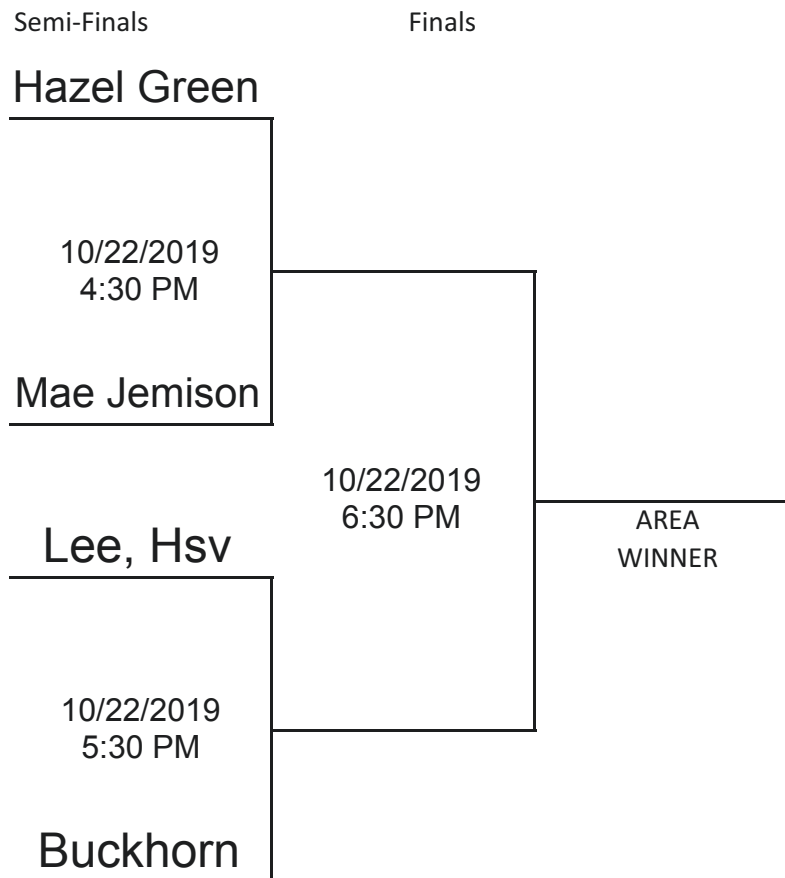 Semi-Finals
Finals
Hazel Green
10/22/2019
4:30 PM
Mae Jemison
10/22/2019
6:30 PM
AREA
WINNER
Lee, Hsv
10/22/2019
5:30 PM
Buckhorn